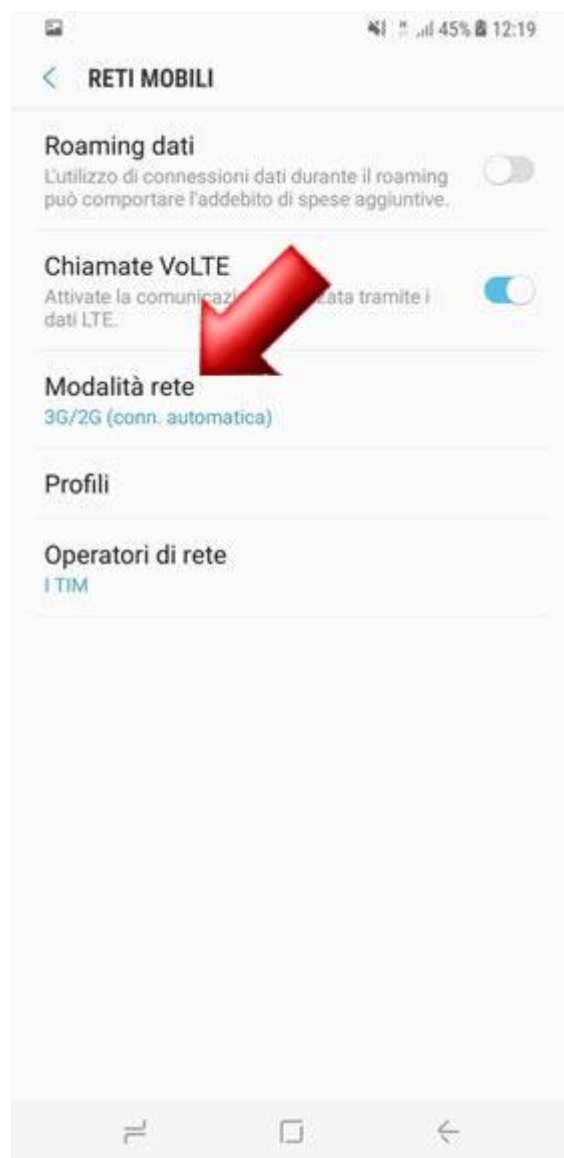 45% 12:19
RETI MOBILI
Roaming dati
L'utilizzo di connessioni dati durante il roaming
può comportare l'addebito di spese aggiuntive.
Chiamate VoLTE
Attivate la tramite i
dati LTE.
Modalità rete
3G/2G (conn. automatica)
Profili
Operatori di rete
I TIM